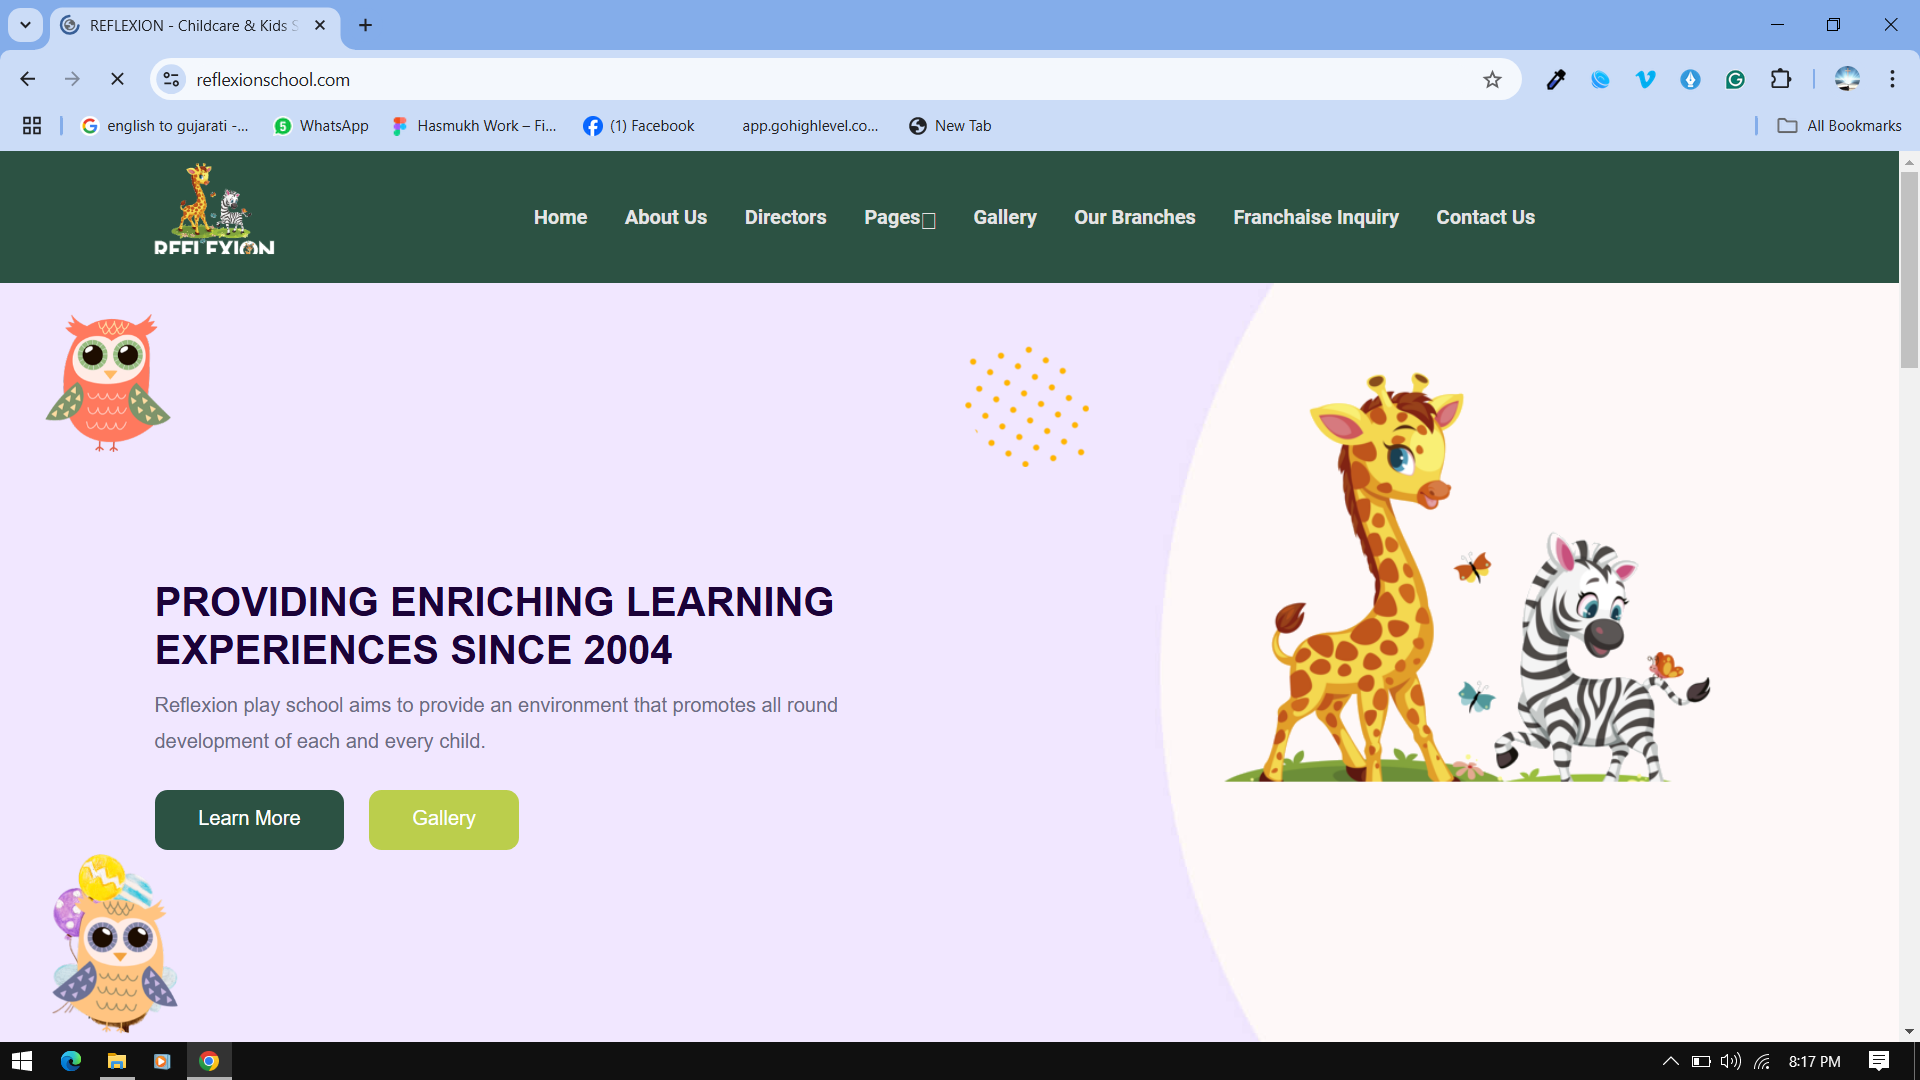 REFLEXION - Childcare & Kids S
reflexionschool.com
english to gujarati -...
5
WhatsApp
Hasmukh Work – Fi...
(1) Facebook
app.gohighlevel.co...
New Tab
All Bookmarks
REFLEXION
Home
About Us
Directors
Pages
Gallery
Our Branches
Franchaise Inquiry
Contact Us
PROVIDING ENRICHING LEARNING
EXPERIENCES SINCE 2004
Reflexion play school aims to provide an environment that promotes all round
development of each and every child.
Learn More
Gallery
8:17 PM